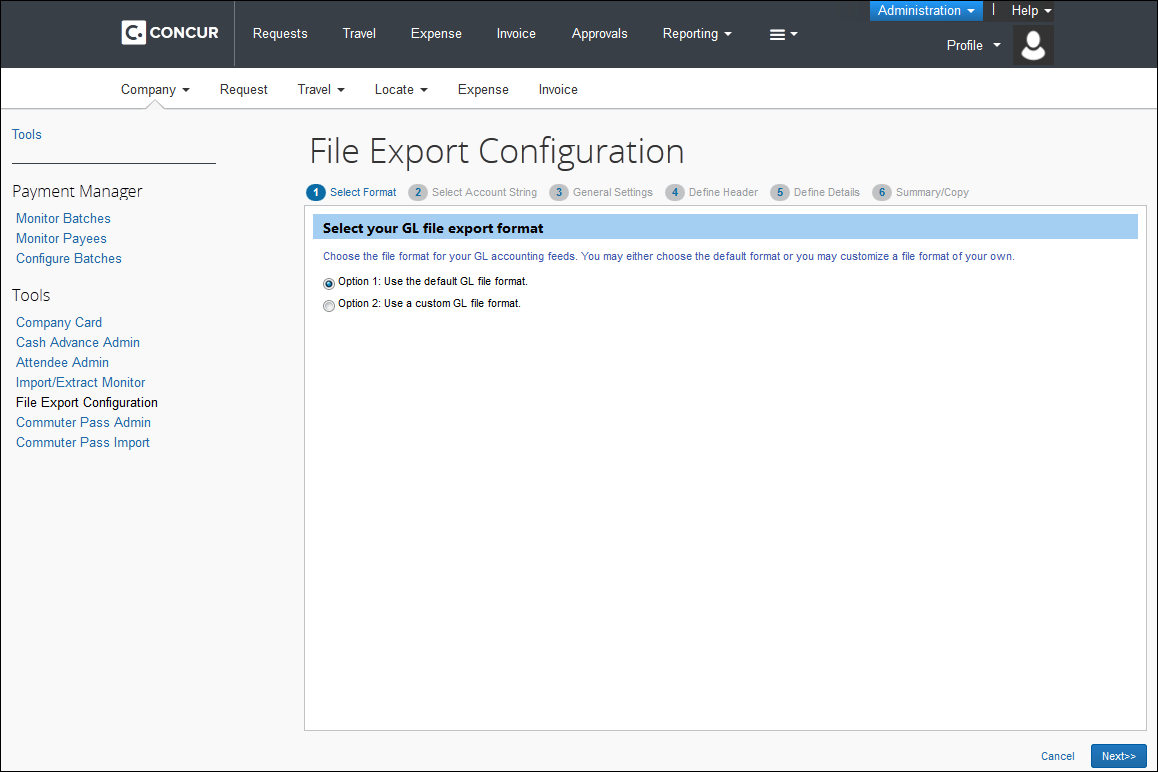 Administration | Help
C. CONCUR Requests Travel Expense Invoice Approvals Reporting
Profile
Company Request Travel Locate Expense Invoice
Tools
Payment Manager
Monitor Batches
Monitor Payees
Configure Batches
Tools
Company Card
Cash Advance Admin
Attendee Admin
Import/Extract Monitor
File Export Configuration
Commuter Pass Admin
Commuter Pass Import
File Export Configuration
1 Select Format 2 Select Account String 3 General Settings 4 Define Header 5 Define Details 6 Summary/Copy
Select your GL file export format
Choose the file format for your GL accounting feeds. You may either choose the default format or you may customize a file format of your own.
Option 1: Use the default GL file format.
Option 2: Use a custom GL file format.
Cancel Next>>